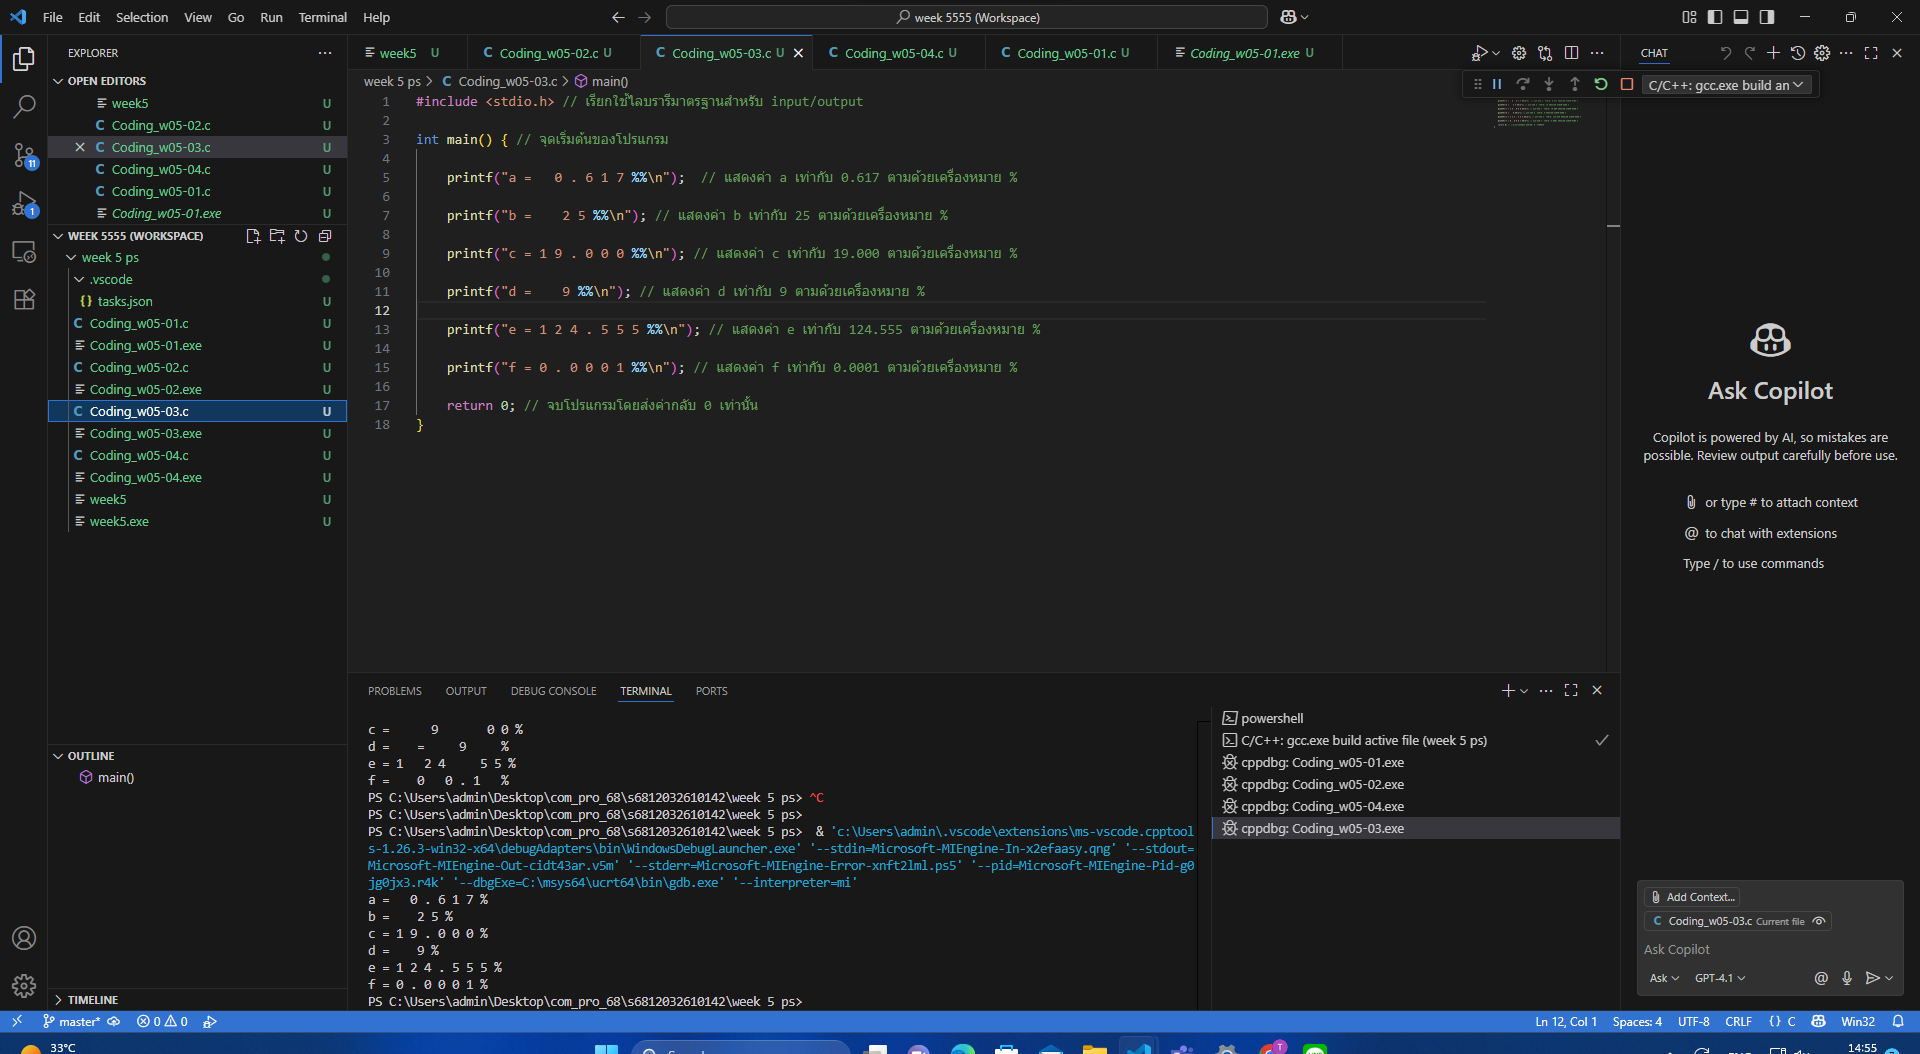 File Edit Selection View Go Run Terminal Help
week 5555 (Workspace)
EXPLORER
OPEN EDITORS
week5 U
C Coding_w05-02.c U
C Coding_w05-03.c U
C Coding_w05-04.c U
C Coding_w05-01.c U
Coding_w05-01.exe U
WEEK 5555 (WORKSPACE)
week 5 ps
.vscode
{} tasks.json U
C Coding_w05-01.c U
Coding_w05-01.exe U
C Coding_w05-02.c U
Coding_w05-02.exe U
C Coding_w05-03.c U
Coding_w05-03.exe U
C Coding_w05-04.c U
Coding_w05-04.exe U
week5 U
week5.exe U
11
1
OUTLINE
main()
TIMELINE
week5 U
C Coding_w05-02.c U
C Coding_w05-03.c U
C Coding_w05-04.c U
C Coding_w05-01.c U
Coding_w05-01.exe U
week 5 ps > C Coding_w05-03.c > main()
C/C++: gcc.exe build an
1 #include <stdio.h> // เรียกใช้ไลบรารีมาตรฐานสำหรับ input/output
2
3 int main() { // จุดเริ่มต้นของโปรแกรม
4
5 printf("a =   0 . 6 1 7 %%\n");  // แสดงค่า a เท่ากับ 0.617 ตามด้วยเครื่องหมาย %
6
7 printf("b =    2 5 %%\n"); // แสดงค่า b เท่ากับ 25 ตามด้วยเครื่องหมาย %
8
9 printf("c = 1 9 . 0 0 0 %%\n"); // แสดงค่า c เท่ากับ 19.000 ตามด้วยเครื่องหมาย %
10
11 printf("d =    9 %%\n"); // แสดงค่า d เท่ากับ 9 ตามด้วยเครื่องหมาย %
12
13 printf("e = 1 2 4 . 5 5 5 %%\n"); // แสดงค่า e เท่ากับ 124.555 ตามด้วยเครื่องหมาย %
14
15 printf("f = 0 . 0 0 0 1 %%\n"); // แสดงค่า f เท่ากับ 0.0001 ตามด้วยเครื่องหมาย %
16
17 return 0; // จบโปรแกรมโดยส่งค่ากลับ 0 เท่านั้น
18 }
PROBLEMS OUTPUT DEBUG CONSOLE TERMINAL PORTS
c =     9      0 0 %
d =   =    9    %
e = 1  2 4    5 5 %
f =   0  0 . 1  %
PS C:\Users\admin\Desktop\com_pro_68\s6812032610142\week 5 ps> ^C
PS C:\Users\admin\Desktop\com_pro_68\s6812032610142\week 5 ps>
PS C:\Users\admin\Desktop\com_pro_68\s6812032610142\week 5 ps>  & 'c:\Users\admin\.vscode\extensions\ms-vscode.cpptool
s-1.26.3-win32-x64\debugAdapters\bin\WindowsDebugLauncher.exe' '--stdin=Microsoft-MIEngine-In-x2efaasy.qng' '--stdout=
Microsoft-MIEngine-Out-cidt43ar.v5m' '--stderr=Microsoft-MIEngine-Error-xnft2lml.ps5' '--pid=Microsoft-MIEngine-Pid-g0
jg0jx3.r4k' '--dbgExe=C:\msys64\ucrt64\bin\gdb.exe' '--interpreter=mi'
a =   0 . 6 1 7 %
b =    2 5 %
c = 1 9 . 0 0 0 %
d =    9 %
e = 1 2 4 . 5 5 5 %
f = 0 . 0 0 0 1 %
PS C:\Users\admin\Desktop\com_pro_68\s6812032610142\week 5 ps>
powershell
C/C++: gcc.exe build active file (week 5 ps)
cppdbg: Coding_w05-01.exe
cppdbg: Coding_w05-02.exe
cppdbg: Coding_w05-04.exe
cppdbg: Coding_w05-03.exe
CHAT
Ask Copilot
Copilot is powered by AI, so mistakes are
possible. Review output carefully before use.
or type # to attach context
@ to chat with extensions
Type / to use commands
Add Context...
C Coding_w05-03.c Current file
Ask Copilot
Ask GPT-4.1
master* 0 0
Ln 12, Col 1 Spaces: 4 UTF-8 CRLF {} C Win32
33°C
14:55